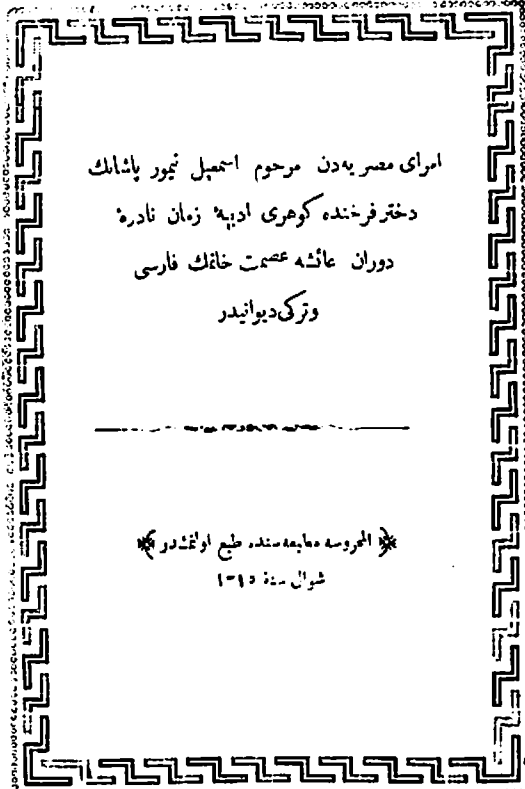 امرای مصریه‌دن مرحوم اسمعیل تیمور پاشانك
دختر فرخنده کوهری ادیبهٔ زمان نادرهٔ
دوران عائشه عصمت خانمك فارسی
وترکی دیوانیدر
المحروسه مطبعه‌سنده طبع اولنمشدر
شوال سنة ١٣١٥